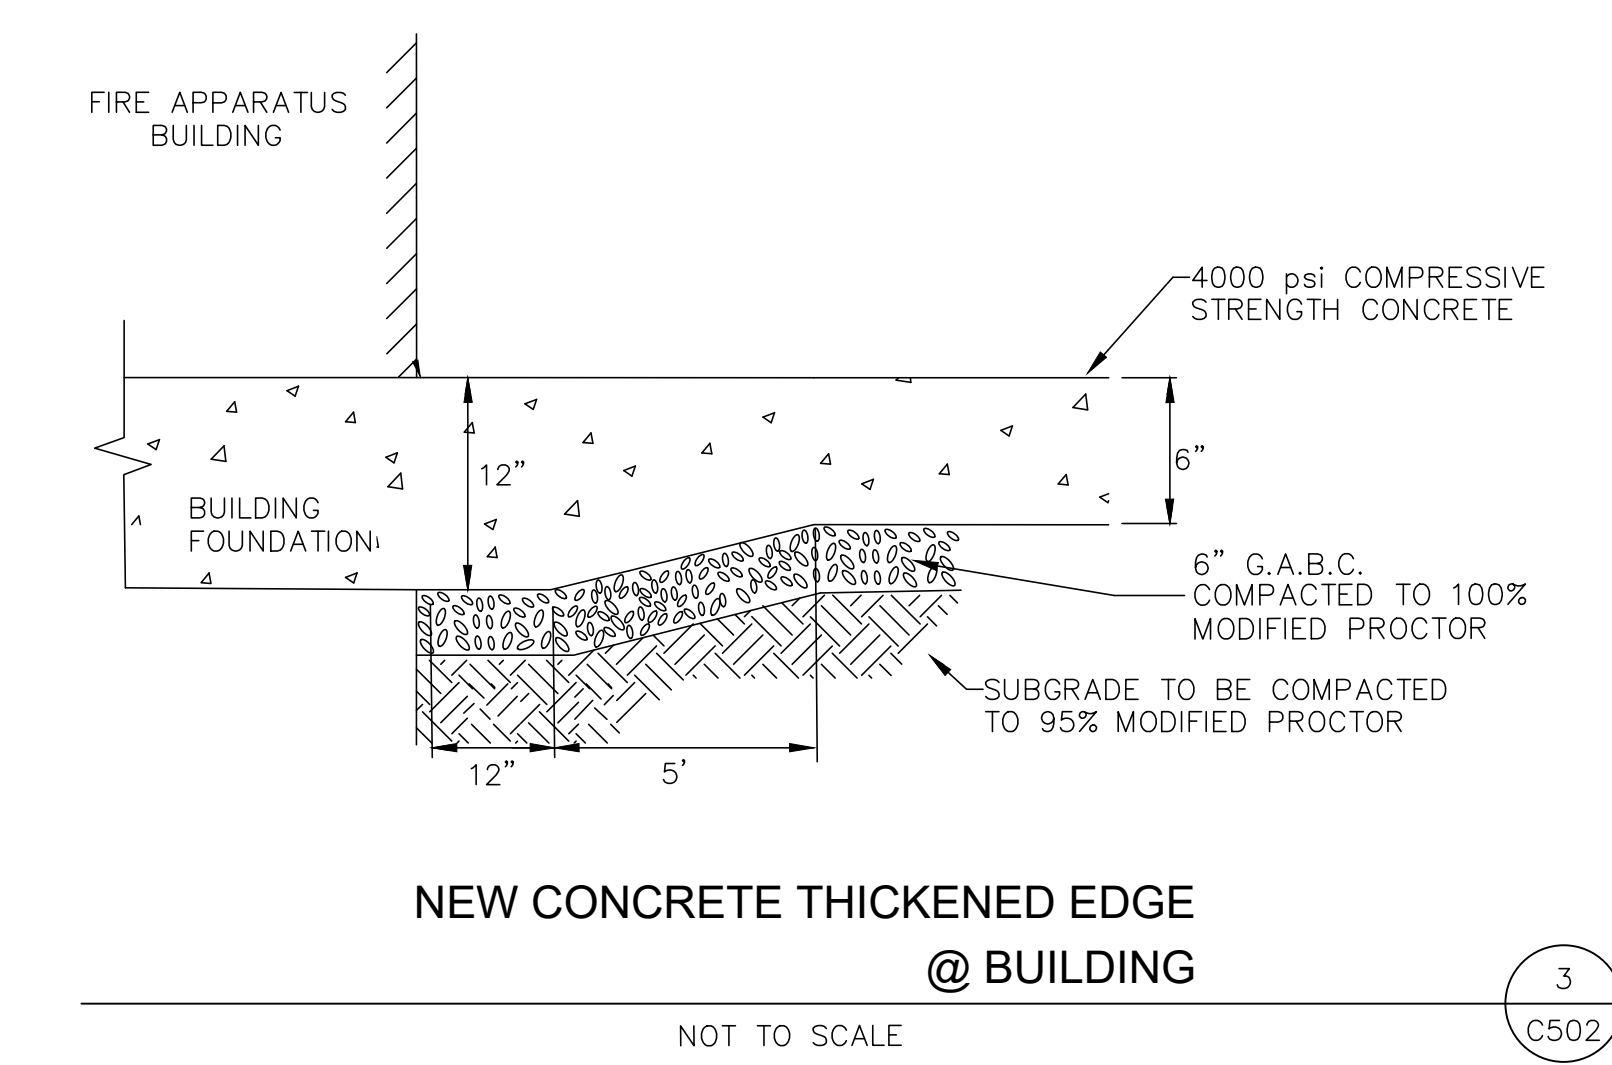 FIRE APPARATUS
BUILDING
4000 psi COMPRESSIVE
STRENGTH CONCRETE
12”
6”
BUILDING
FOUNDATION
6” G.A.B.C.
COMPACTED TO 100%
MODIFIED PROCTOR
SUBGRADE TO BE COMPACTED
TO 95% MODIFIED PROCTOR
12”
5’
NEW CONCRETE THICKENED EDGE
@ BUILDING
3
NOT TO SCALE
C502